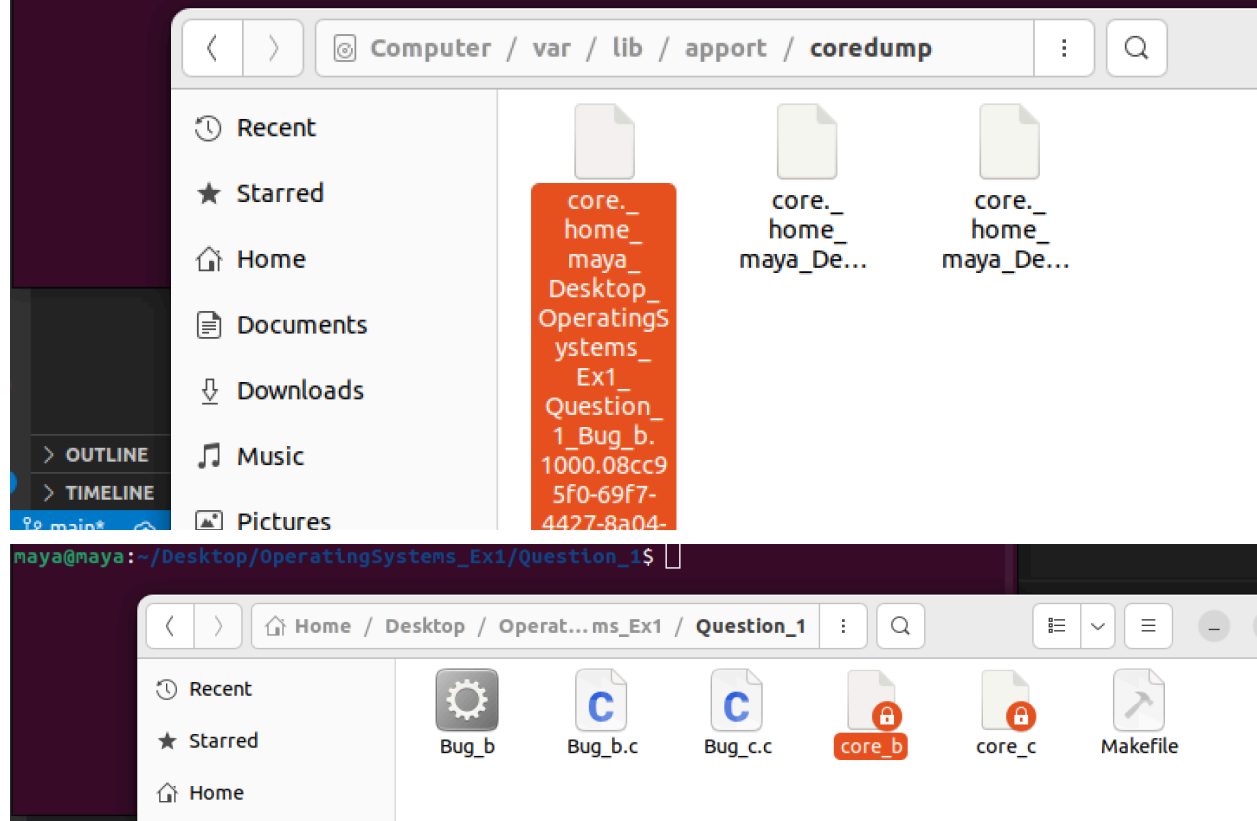 Computer / var / lib / apport / coredump
Recent
Starred
Home
Documents
Downloads
Music
Pictures
core._
home_
maya_
Desktop_
OperatingS
ystems_
Ex1_
Question_
1_Bug_b.
1000.08cc9
5f0-69f7-
4427-8a04-
core._
home_
maya_De...
core._
home_
maya_De...
OUTLINE
TIMELINE
main*
maya@maya:~/Desktop/OperatingSystems_Ex1/Question_1$
Home / Desktop / Operat...ms_Ex1 / Question_1
Recent
Starred
Home
Bug_b
Bug_b.c
Bug_c.c
core_b
core_c
Makefile